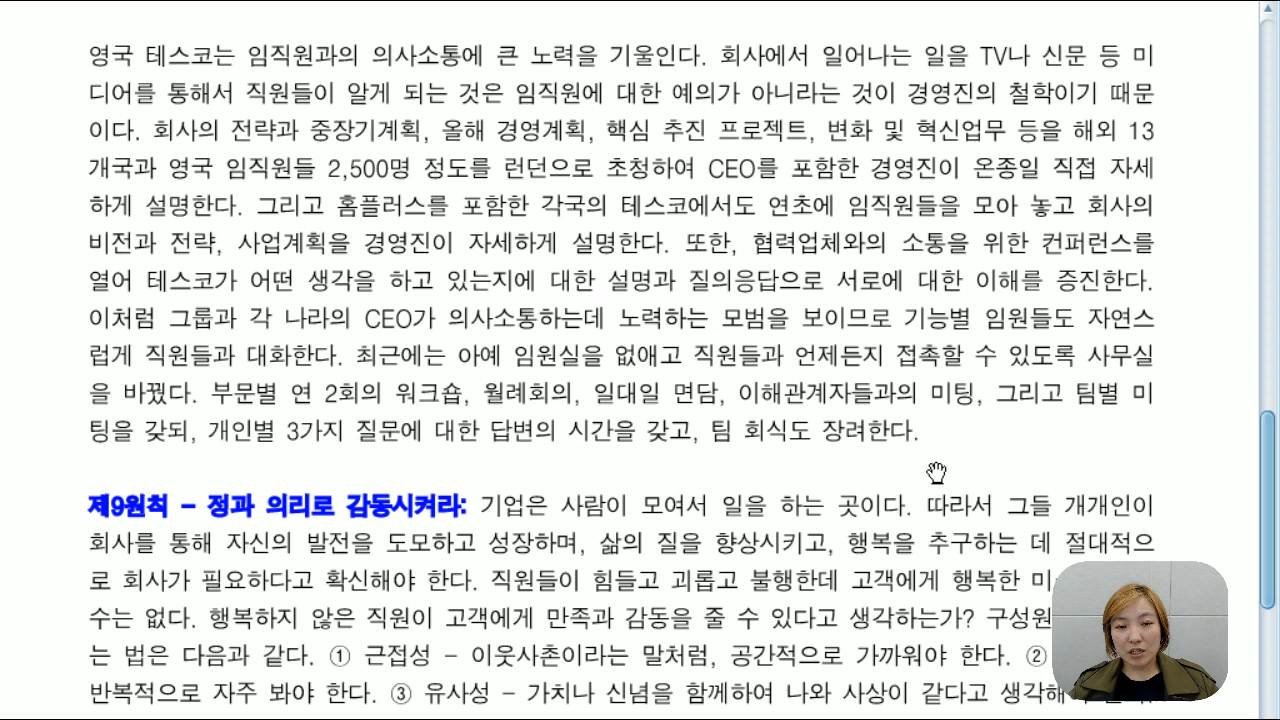 영국 테스코는 임직원과의 의사소통에 큰 노력을 기울인다. 회사에서 일어나는 일을 TV나 신문 등 미
디어를 통해서 직원들이 알게 되는 것은 임직원에 대한 예의가 아니라는 것이 경영진의 철학이기 때문
이다. 회사의 전략과 중장기계획, 올해 경영계획, 핵심 추진 프로젝트, 변화 및 혁신업무 등을 해외 13
개국과 영국 임직원들 2,500명 정도를 런던으로 초청하여 CEO를 포함한 경영진이 온종일 직접 자세
하게 설명한다. 그리고 홈플러스를 포함한 각국의 테스코에서도 연초에 임직원들을 모아 놓고 회사의
비전과 전략, 사업계획을 경영진이 자세하게 설명한다. 또한, 협력업체와의 소통을 위한 컨퍼런스를
열어 테스코가 어떤 생각을 하고 있는지에 대한 설명과 질의응답으로 서로에 대한 이해를 증진한다.
이처럼 그룹과 각 나라의 CEO가 의사소통하는데 노력하는 모범을 보이므로 기능별 임원들도 자연스
럽게 직원들과 대화한다. 최근에는 아예 임원실을 없애고 직원들과 언제든지 접촉할 수 있도록 사무실
을 바꿨다. 부문별 연 2회의 워크숍, 월례회의, 일대일 면담, 이해관계자들과의 미팅, 그리고 팀별 미
팅을 갖되, 개인별 3가지 질문에 대한 답변의 시간을 갖고, 팀 회식도 장려한다.
제9원칙 – 정과 의리로 감동시켜라: 기업은 사람이 모여서 일을 하는 곳이다. 따라서 그들 개개인이
회사를 통해 자신의 발전을 도모하고 성장하며, 삶의 질을 향상시키고, 행복을 추구하는 데 절대적으
로 회사가 필요하다고 확신해야 한다. 직원들이 힘들고 괴롭고 불행한데 고객에게 행복한
수는 없다. 행복하지 않은 직원이 고객에게 만족과 감동을 줄 수 있다고 생각하는가?
는 법은 다음과 같다. ① 근접성 – 이웃사촌이라는 말처럼, 공간적으로 가까워야 한다. ②
반복적으로 자주 봐야 한다. ③ 유사성 – 가치나 신념을 함께하여 나와 사상이 같다고